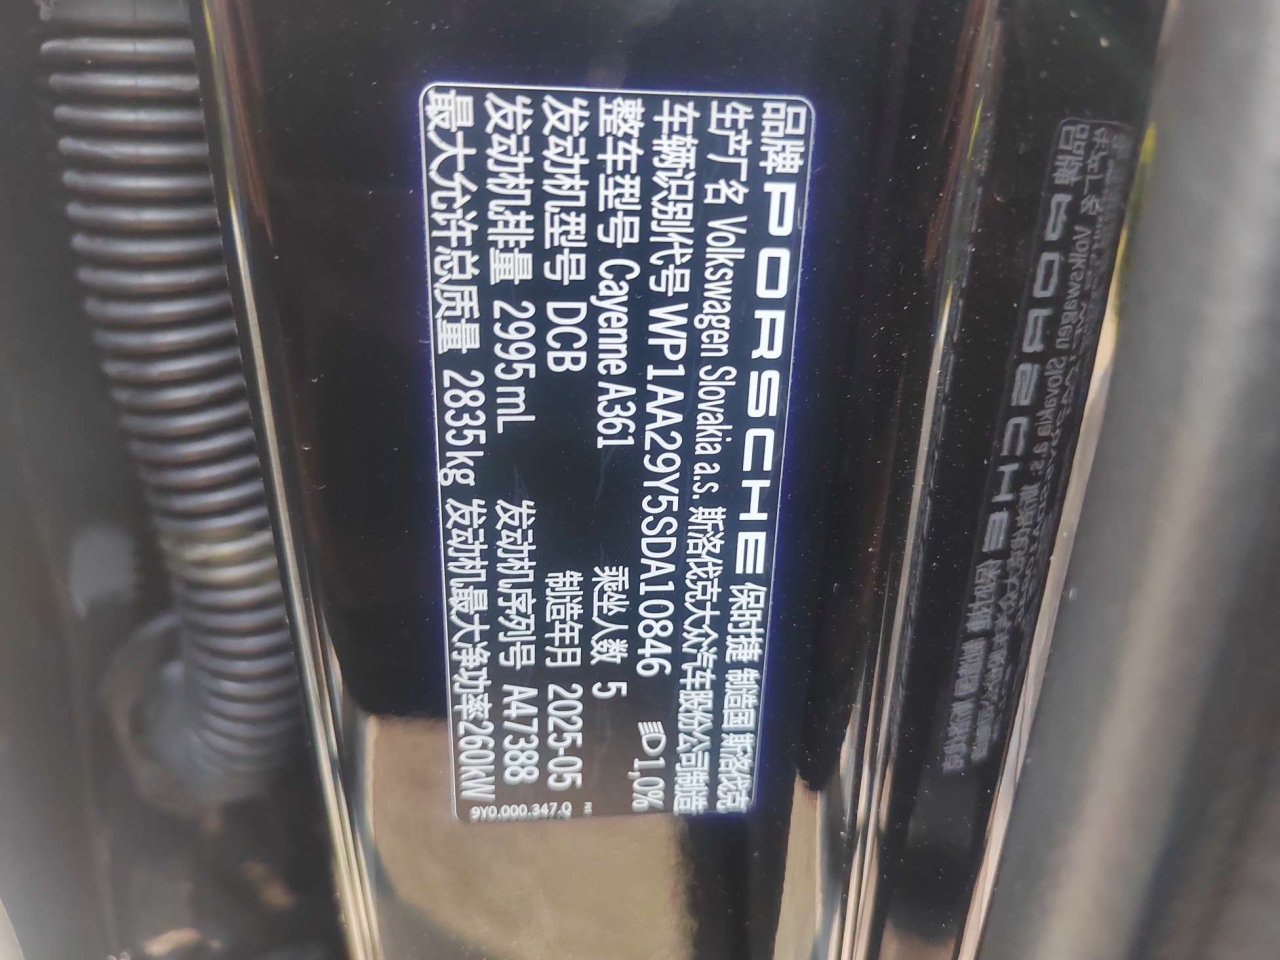 品牌 PORSCHE 保时捷 制造国 斯洛伐克
生产厂名 Volkswagen Slovakia a.s. 斯洛伐克大众汽车股份公司制造
车辆识别代号 WP1AA29Y5SDA10846 1,0%
整车型号 Cayenne A361 乘坐人数 5
发动机型号 DCB 制造年月 2025-05
发动机排量 2995mL 发动机序列号 A47388
最大允许总质量 2835kg 发动机最大净功率260kW
9Y0.000.347.Q